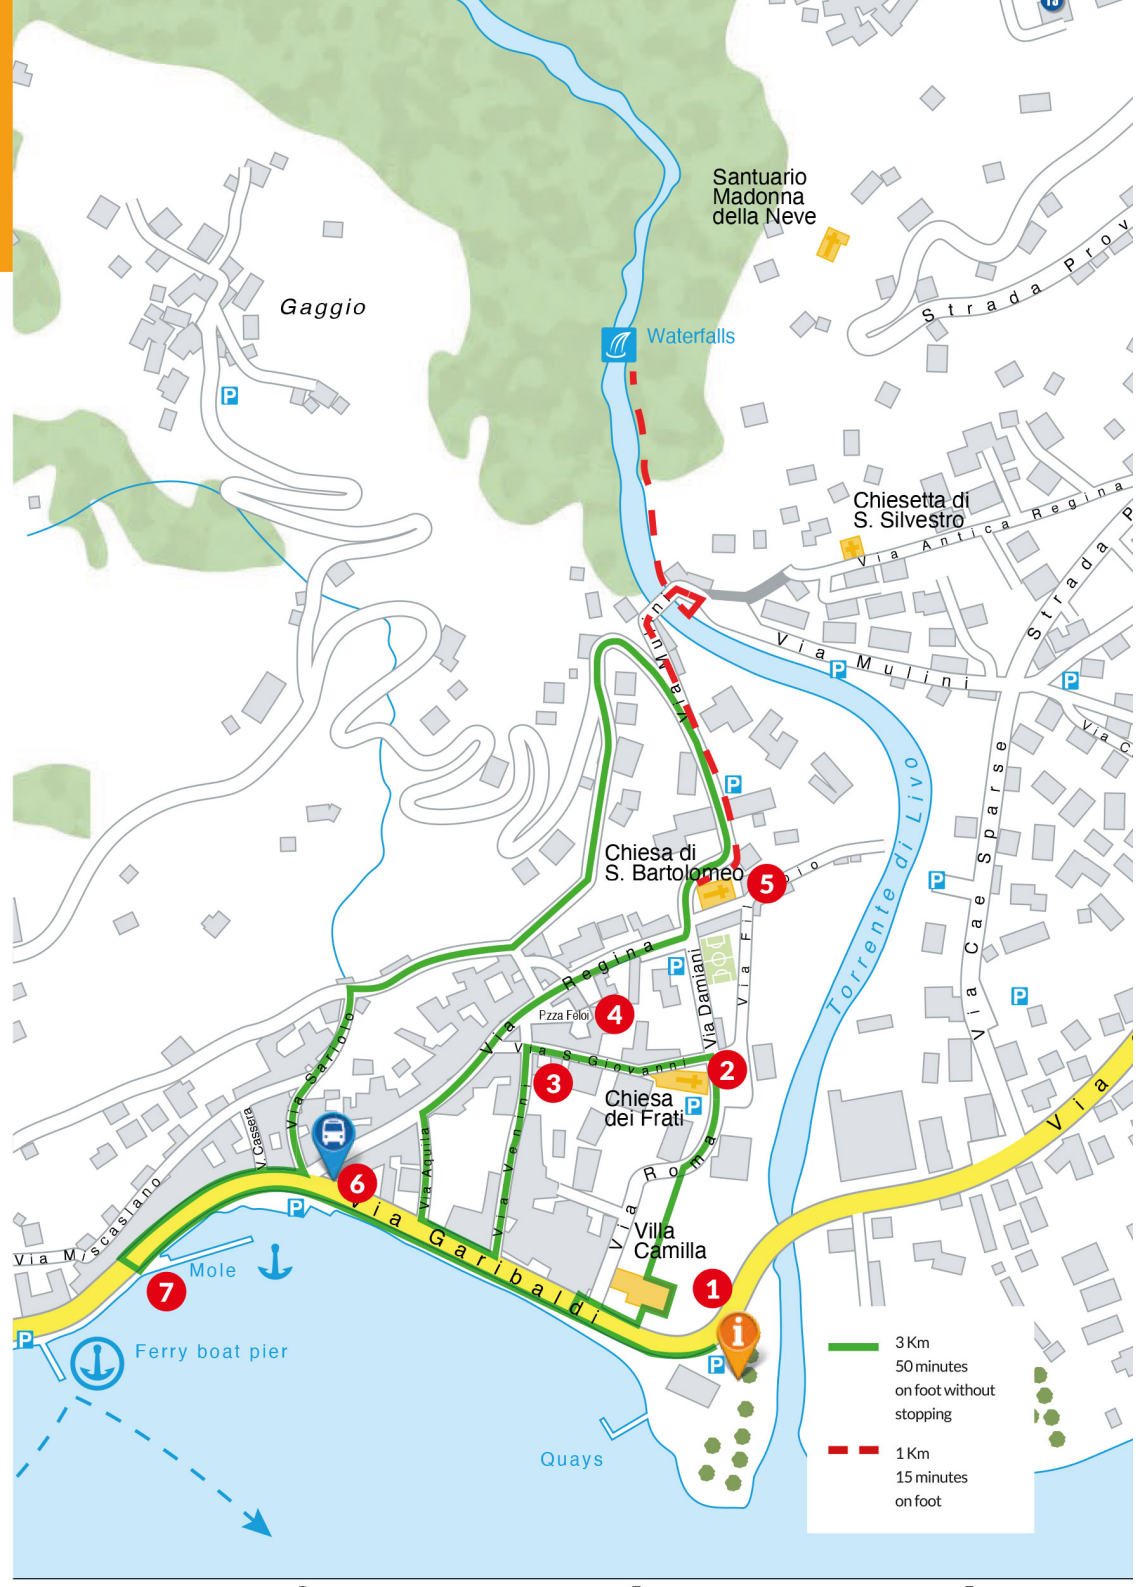 Santuario
Madonna
della Neve
Strada Prov
Gaggio
Waterfalls
P
Chiesetta di
S. Silvestro
Via Antica Regina
Strada P
Via Mulini
P
P
Via Mulini
Via C
P
Via Cae Sparse
Torrente di Livo
Chiesa di
S. Bartolomeo
5
P
P
Via Regina
P
Via Damiani
P.zza Feloi
4
Via S. Giovanni
2
3
Chiesa
dei Frati
P
Via Sariolo
V. Cassera
Via Aquila
Via Venini
Via Roma
Via
6
P
Via Garibaldi
Villa
Camilla
Via Miscasiano
Mole
7
1
i
P
P
Ferry boat pier
Quays
3 Km
50 minutes
on foot without
stopping
1 Km
15 minutes
on foot